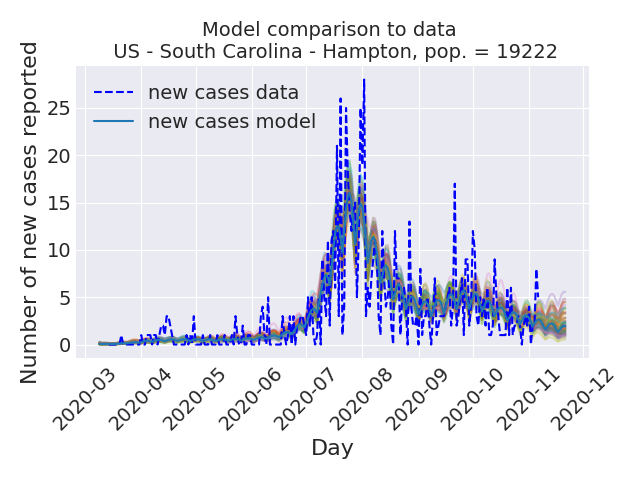 Model comparison to data
US - South Carolina - Hampton, pop. = 19222
new cases data
new cases model
Number of new cases reported
25
20
15
10
5
0
2020-03
2020-04
2020-05
2020-06
2020-07
2020-08
2020-09
2020-10
2020-11
2020-12
Day